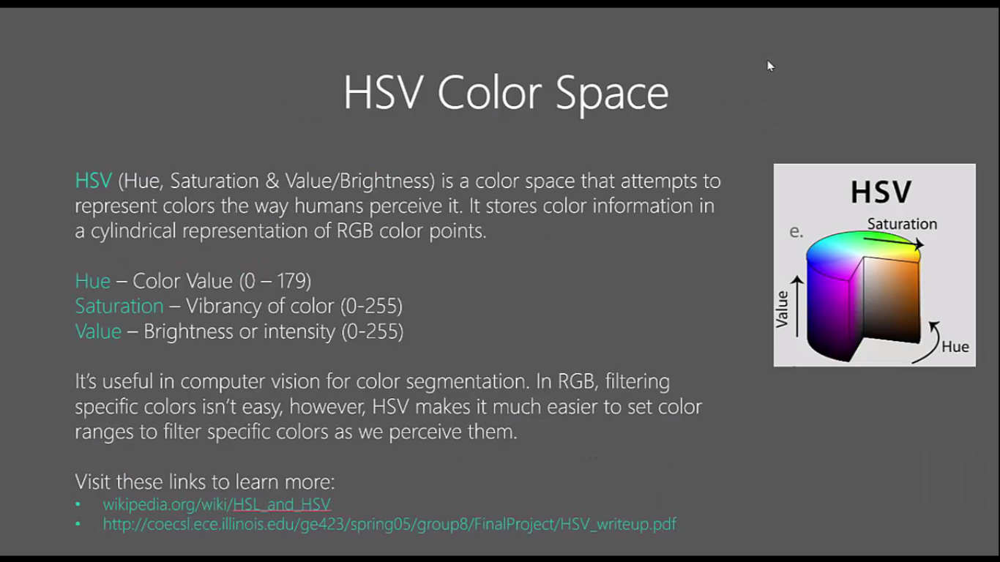 HSV Color Space
HSV (Hue, Saturation & Value/Brightness) is a color space that attempts to
represent colors the way humans perceive it. It stores color information in
a cylindrical representation of RGB color points.
Hue – Color Value (0 – 179)
Saturation – Vibrancy of color (0-255)
Value – Brightness or intensity (0-255)
It's useful in computer vision for color segmentation. In RGB, filtering
specific colors isn't easy, however, HSV makes it much easier to set color
ranges to filter specific colors as we perceive them.
Visit these links to learn more:
• wikipedia.org/wiki/HSL_and_HSV
• http://coecsl.ece.illinois.edu/ge423/spring05/group8/FinalProject/HSV_writeup.pdf
HSV
Saturation
e.
Value
Hue